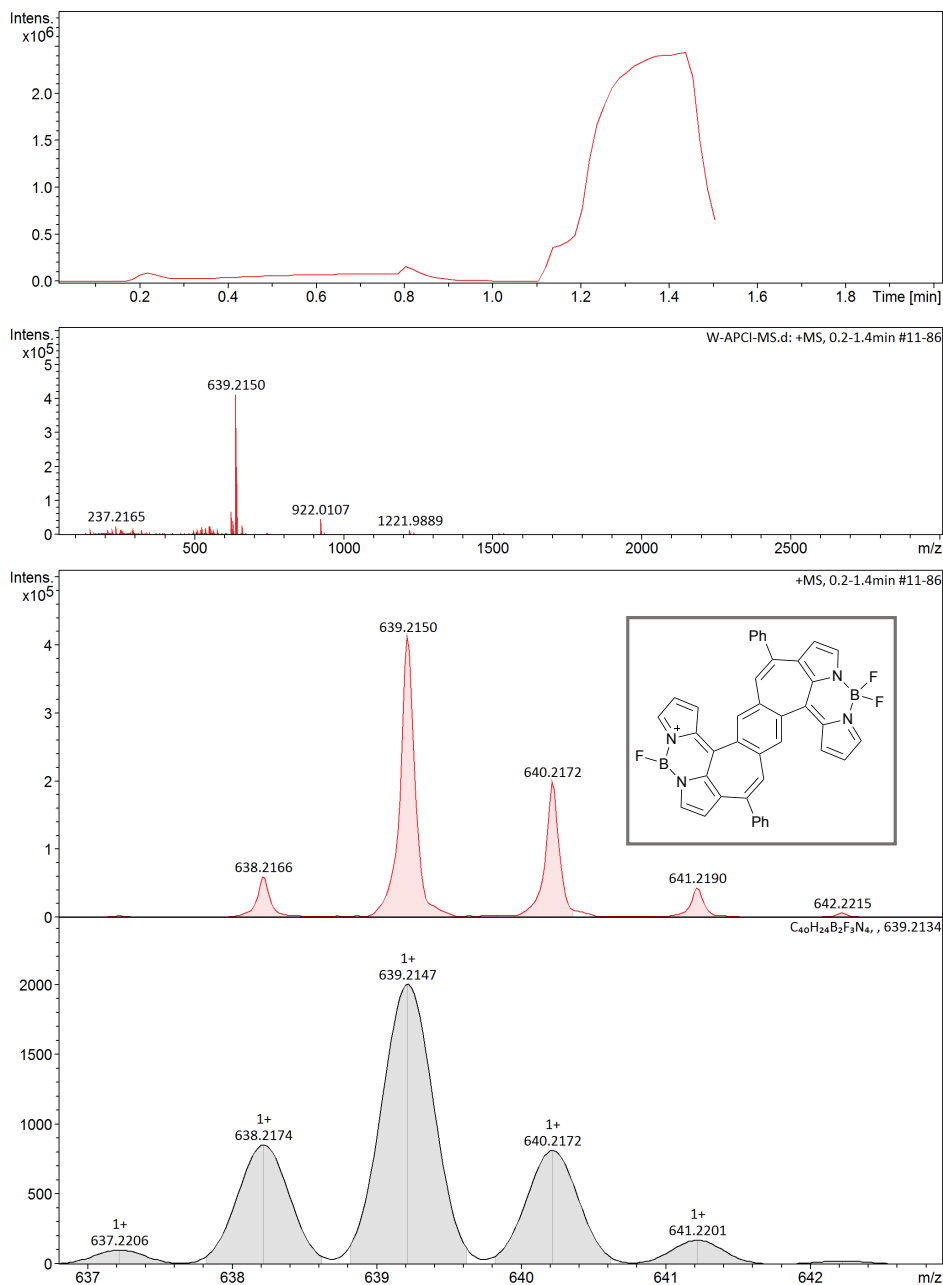 Intens.
x10⁶
2.0
1.5
1.0
0.5
0.0
0.2 0.4 0.6 0.8 1.0 1.2 1.4 1.6 1.8 Time [min]
Intens.
x10⁵
W-APCI-MS.d: +MS, 0.2-1.4min #11-86
5
4
3
2
1
0
639.2150
237.2165
922.0107
1221.9889
500 1000 1500 2000 2500 m/z
Intens.
x10⁵
+MS, 0.2-1.4min #11-86
4
3
2
1
0
639.2150
640.2172
638.2166
641.2190
642.2215
Ph
N
B
F
F
N
N
+
F
B
N
Ph
C₄₀H₂₄B₂F₃N₄, , 639.2134
2000
1500
1000
500
0
1+
639.2147
1+
638.2174
1+
640.2172
1+
637.2206
1+
641.2201
637 638 639 640 641 642 m/z